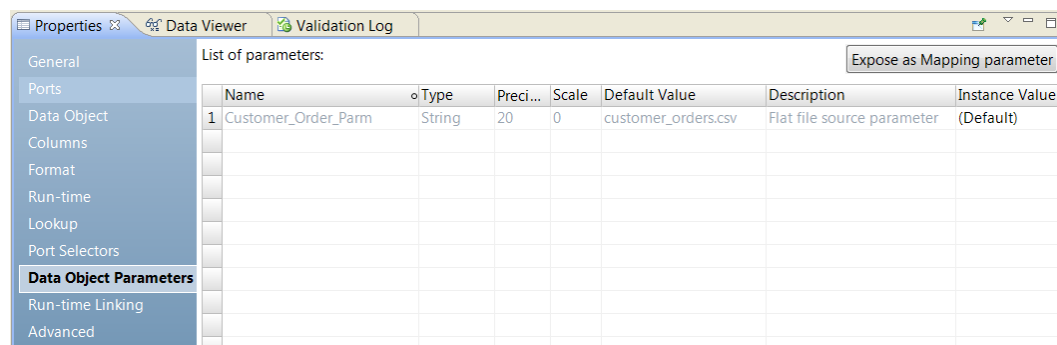 Properties Data Viewer Validation Log
List of parameters:
Expose as Mapping parameter
General
Ports
Data Object
Columns
Format
Run-time
Lookup
Port Selectors
Data Object Parameters
Run-time Linking
Advanced
Name Type Preci... Scale Default Value Description Instance Value
1 Customer_Order_Parm String 20 0 customer_orders.csv Flat file source parameter (Default)